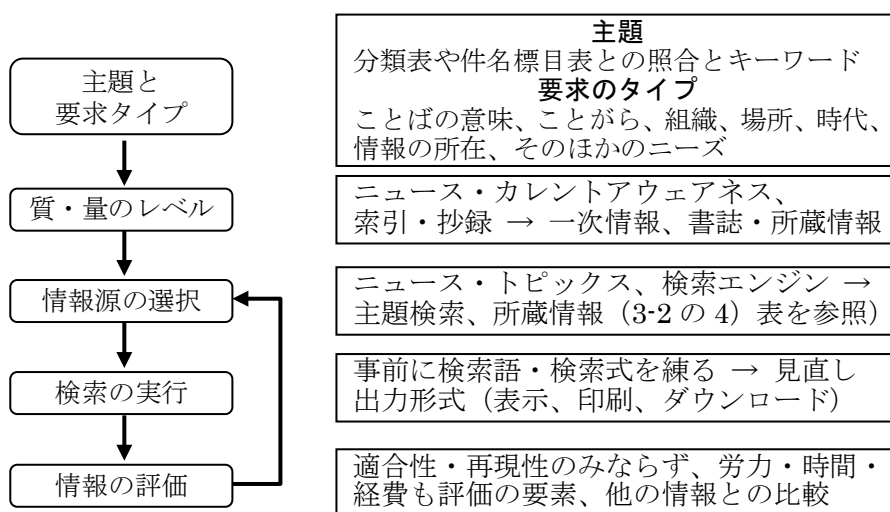 主題と
要求タイプ
主題
分類表や件名標目表との照合とキーワード
要求のタイプ
ことばの意味、ことがら、組織、場所、時代、
情報の所在、そのほかのニーズ
質・量のレベル
ニュース・カレントアウェアネス、
索引・抄録 → 一次情報、書誌・所蔵情報
情報源の選択
ニュース・トピックス、検索エンジン →
主題検索、所蔵情報（3-2 の 4）表を参照）
検索の実行
事前に検索語・検索式を練る → 見直し
出力形式（表示、印刷、ダウンロード）
情報の評価
適合性・再現性のみならず、労力・時間・
経費も評価の要素、他の情報との比較